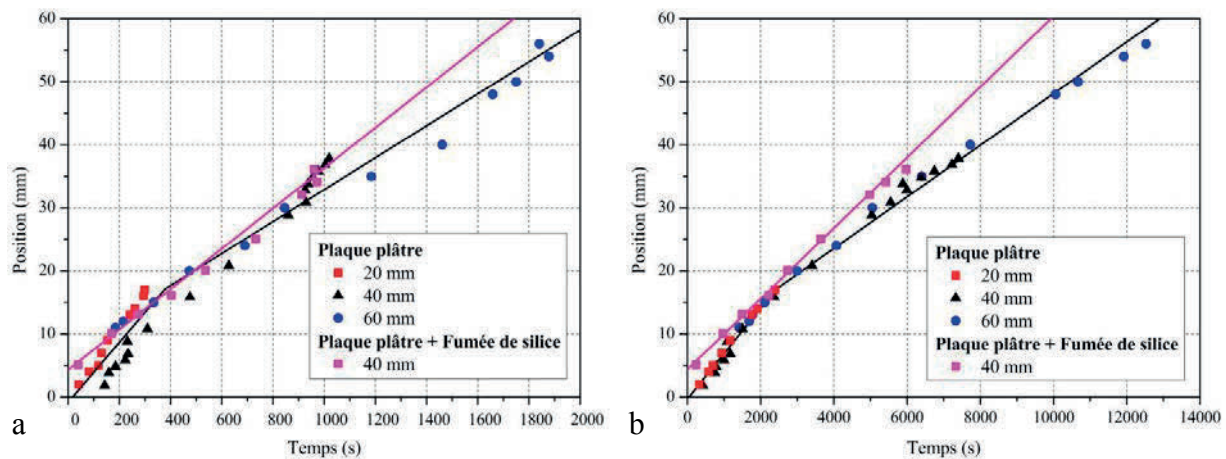 60
50
40
30
20
10
0
Position (mm)
Plaque plâtre
20 mm
40 mm
60 mm
Plaque plâtre + Fumée de silice
40 mm
0 200 400 600 800 1000 1200 1400 1600 1800 2000
Temps (s)
a
60
50
40
30
20
10
0
Position (mm)
Plaque plâtre
20 mm
40 mm
60 mm
Plaque plâtre + Fumée de silice
40 mm
0 2000 4000 6000 8000 10000 12000 14000
Temps (s)
b